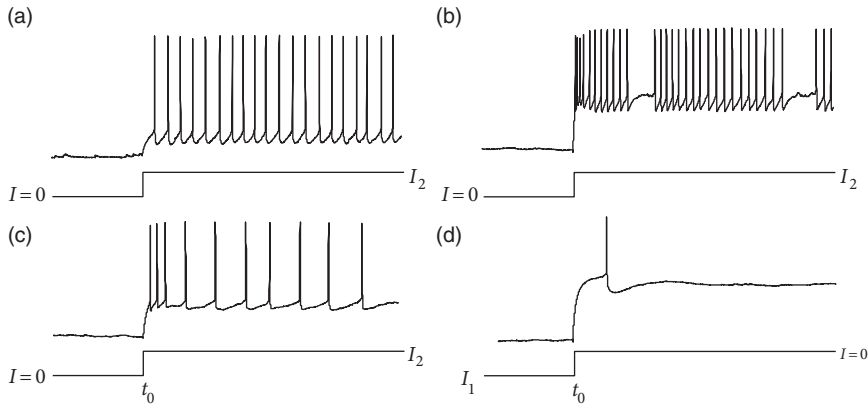 (a)
(b)
I = 0
I₂
I = 0
I₂
(c)
(d)
I = 0
I₂
I₁
I = 0
t₀
t₀